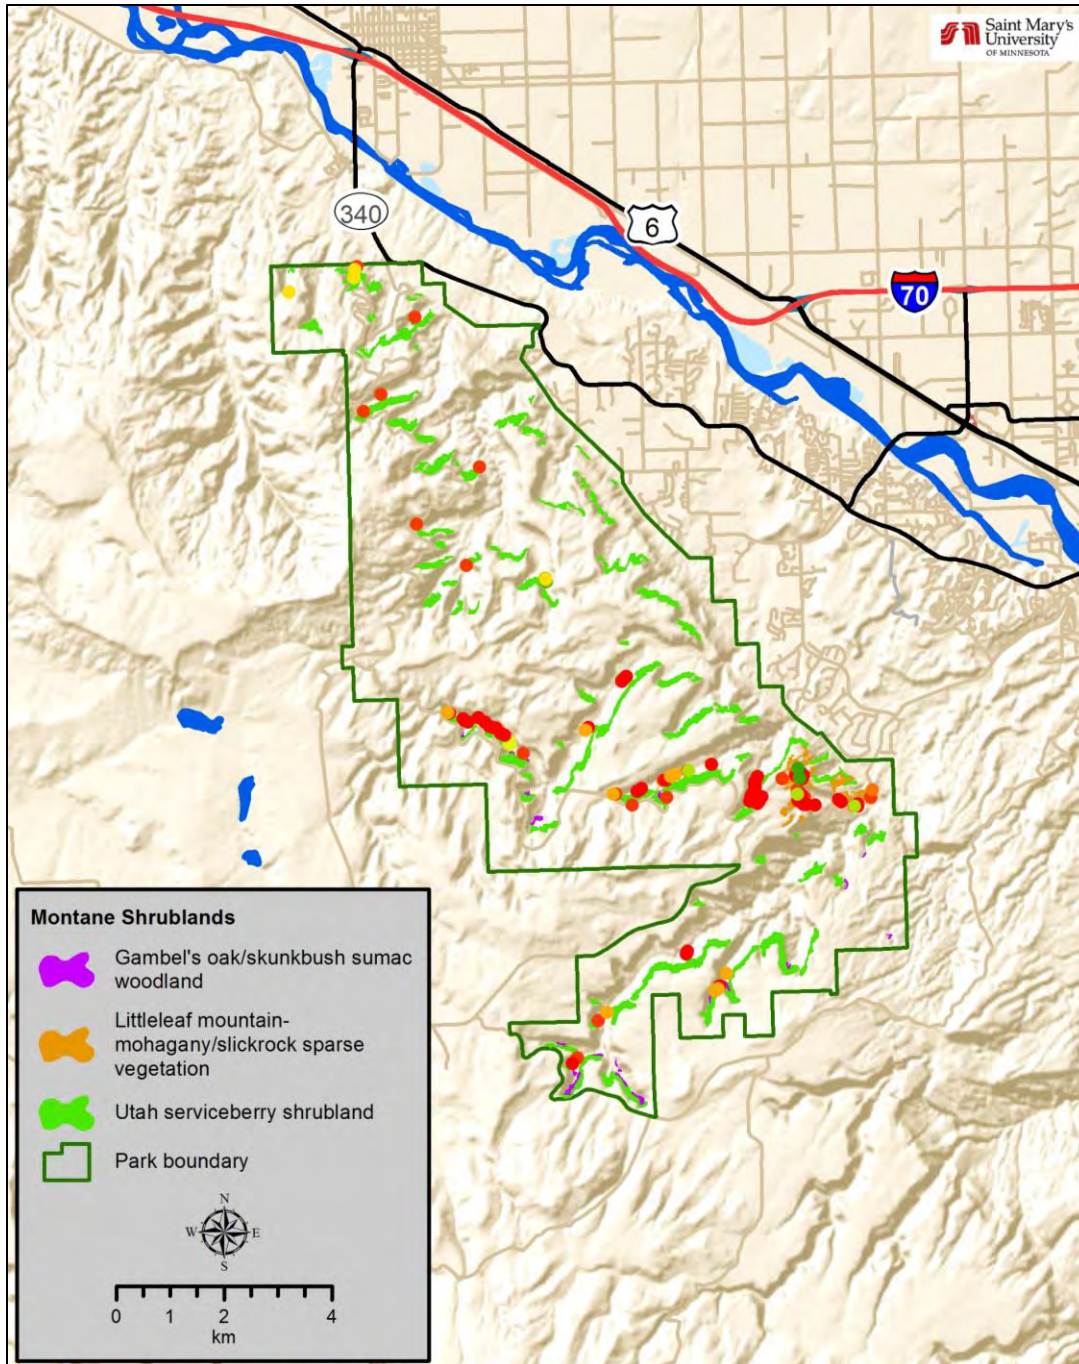 Saint Mary's
University
OF MINNESOTA
340
6
70
Montane Shrublands
Gambel's oak/skunkbush sumac
woodland
Littleleaf mountain-
mohagany/slickrock sparse
vegetation
Utah serviceberry shrubland
Park boundary
N
W E
S
0 1 2 4
km